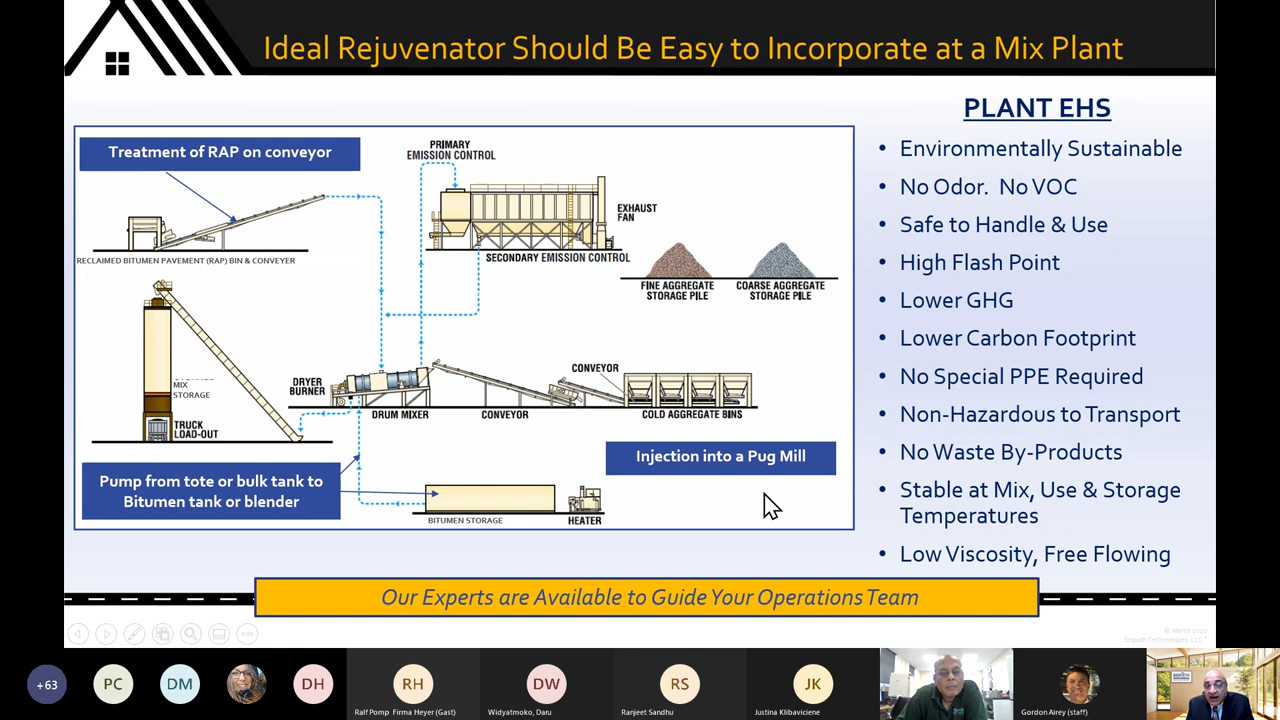 Ideal Rejuvenator Should Be Easy to Incorporate at a Mix Plant
PLANT EHS
• Environmentally Sustainable
• No Odor. No VOC
• Safe to Handle & Use
• High Flash Point
• Lower GHG
• Lower Carbon Footprint
• No Special PPE Required
• Non-Hazardous to Transport
• No Waste By-Products
• Stable at Mix, Use & Storage
Temperatures
• Low Viscosity, Free Flowing
Treatment of RAP on conveyor
RECLAIMED BITUMEN PAVEMENT (RAP) BIN & CONVEYER
PRIMARY
EMISSION CONTROL
EXHAUST
FAN
SECONDARY EMISSION CONTROL
FINE AGGREGATE
STORAGE PILE
COARSE AGGREGATE
STORAGE PILE
MIX
STORAGE
TRUCK
LOAD-OUT
DRYER
BURNER
DRUM MIXER
CONVEYOR
CONVEYOR
COLD AGGREGATE BINS
Injection into a Pug Mill
Pump from tote or bulk tank to
Bitumen tank or blender
BITUMEN STORAGE
HEATER
Our Experts are Available to Guide Your Operations Team
© March 2020
Sripath Technologies, LLC
+63
PC
DM
DH
RH
Ralf Pomp Firma Heyer (Gast)
DW
Widyatmoko, Daru
RS
Ranjeet Sandhu
JK
Justina Klibaviciene
Gordon Airey (staff)